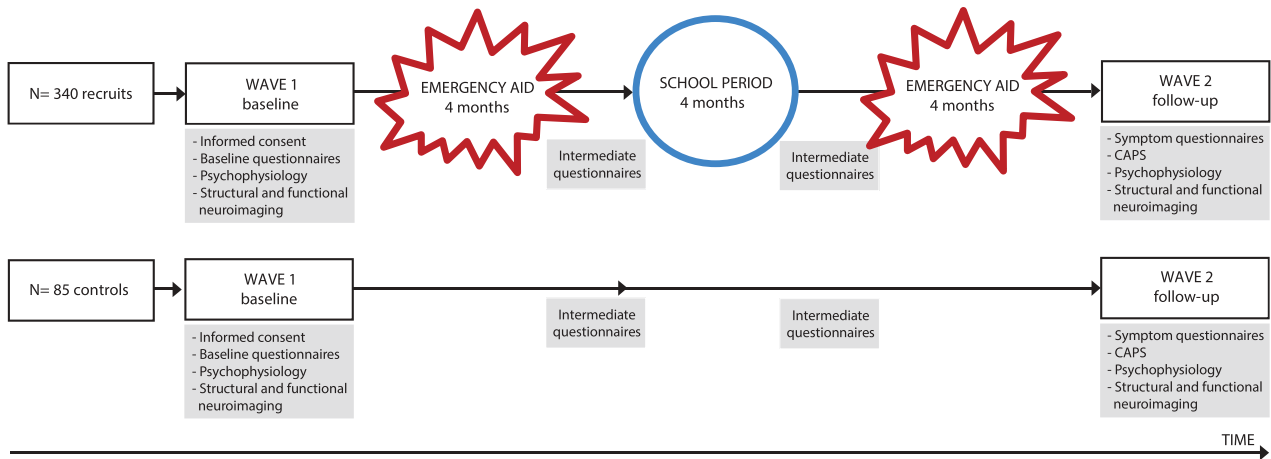 N= 340 recruits
WAVE 1
baseline
- Informed consent
- Baseline questionnaires
- Psychophysiology
- Structural and functional
neuroimaging
EMERGENCY AID
4 months
Intermediate
questionnaires
SCHOOL PERIOD
4 months
Intermediate
questionnaires
EMERGENCY AID
4 months
WAVE 2
follow-up
- Symptom questionnaires
- CAPS
- Psychophysiology
- Structural and functional
neuroimaging
N= 85 controls
WAVE 1
baseline
- Informed consent
- Baseline questionnaires
- Psychophysiology
- Structural and functional
neuroimaging
Intermediate
questionnaires
Intermediate
questionnaires
WAVE 2
follow-up
- Symptom questionnaires
- CAPS
- Psychophysiology
- Structural and functional
neuroimaging
TIME